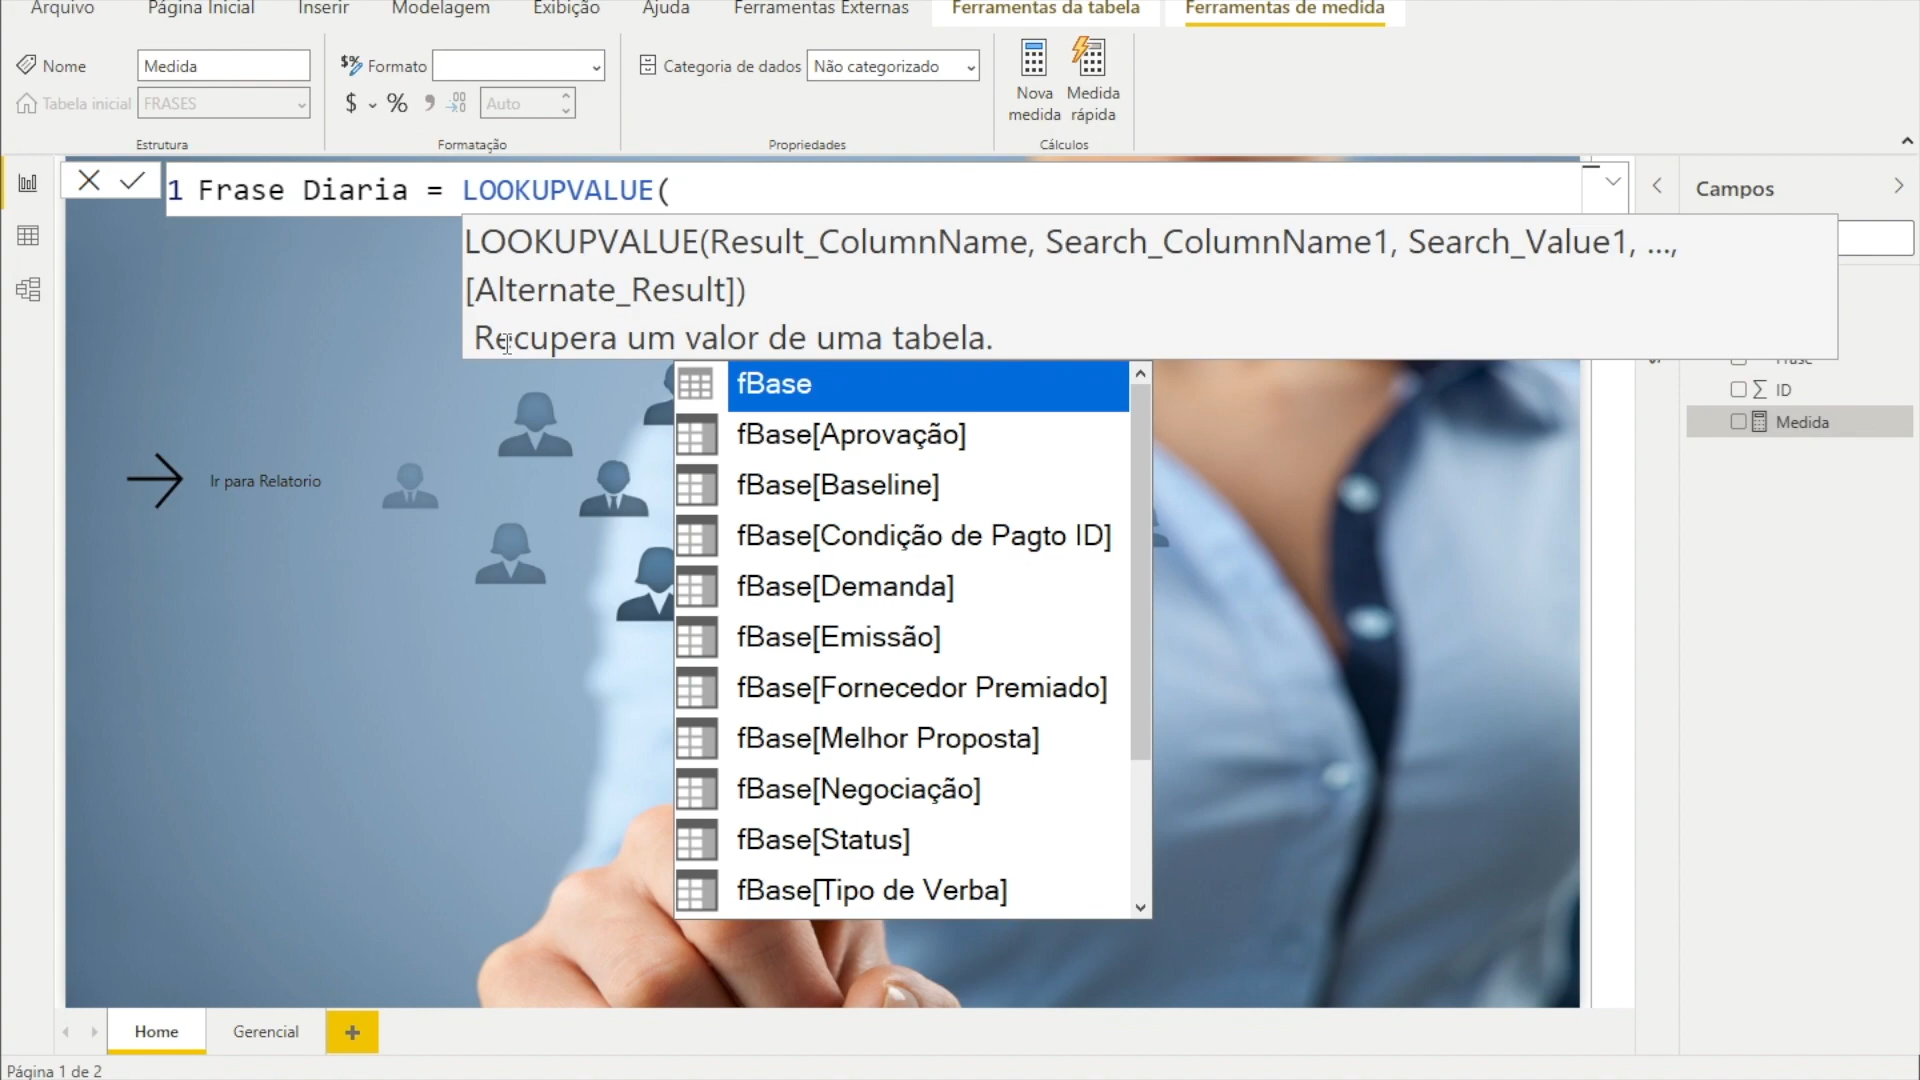 Arquivo Página Inicial Inserir Modelagem Exibição Ajuda Ferramentas Externas Ferramentas da tabela Ferramentas de medida
Nome Medida
Formato
Categoria de dados Não categorizado
Tabela inicial FRASES
$ % Auto
Nova medida
Medida rápida
Estrutura Formatação Propriedades Cálculos
1 Frase Diaria = LOOKUPVALUE(
Campos
LOOKUPVALUE(Result_ColumnName, Search_ColumnName1, Search_Value1, ...,
[Alternate_Result])
Recupera um valor de uma tabela.
fBase
fBase[Aprovação]
fBase[Baseline]
fBase[Condição de Pagto ID]
fBase[Demanda]
fBase[Emissão]
fBase[Fornecedor Premiado]
fBase[Melhor Proposta]
fBase[Negociação]
fBase[Status]
fBase[Tipo de Verba]
Ir para Relatorio
ID
Medida
Home Gerencial +
Página 1 de 2